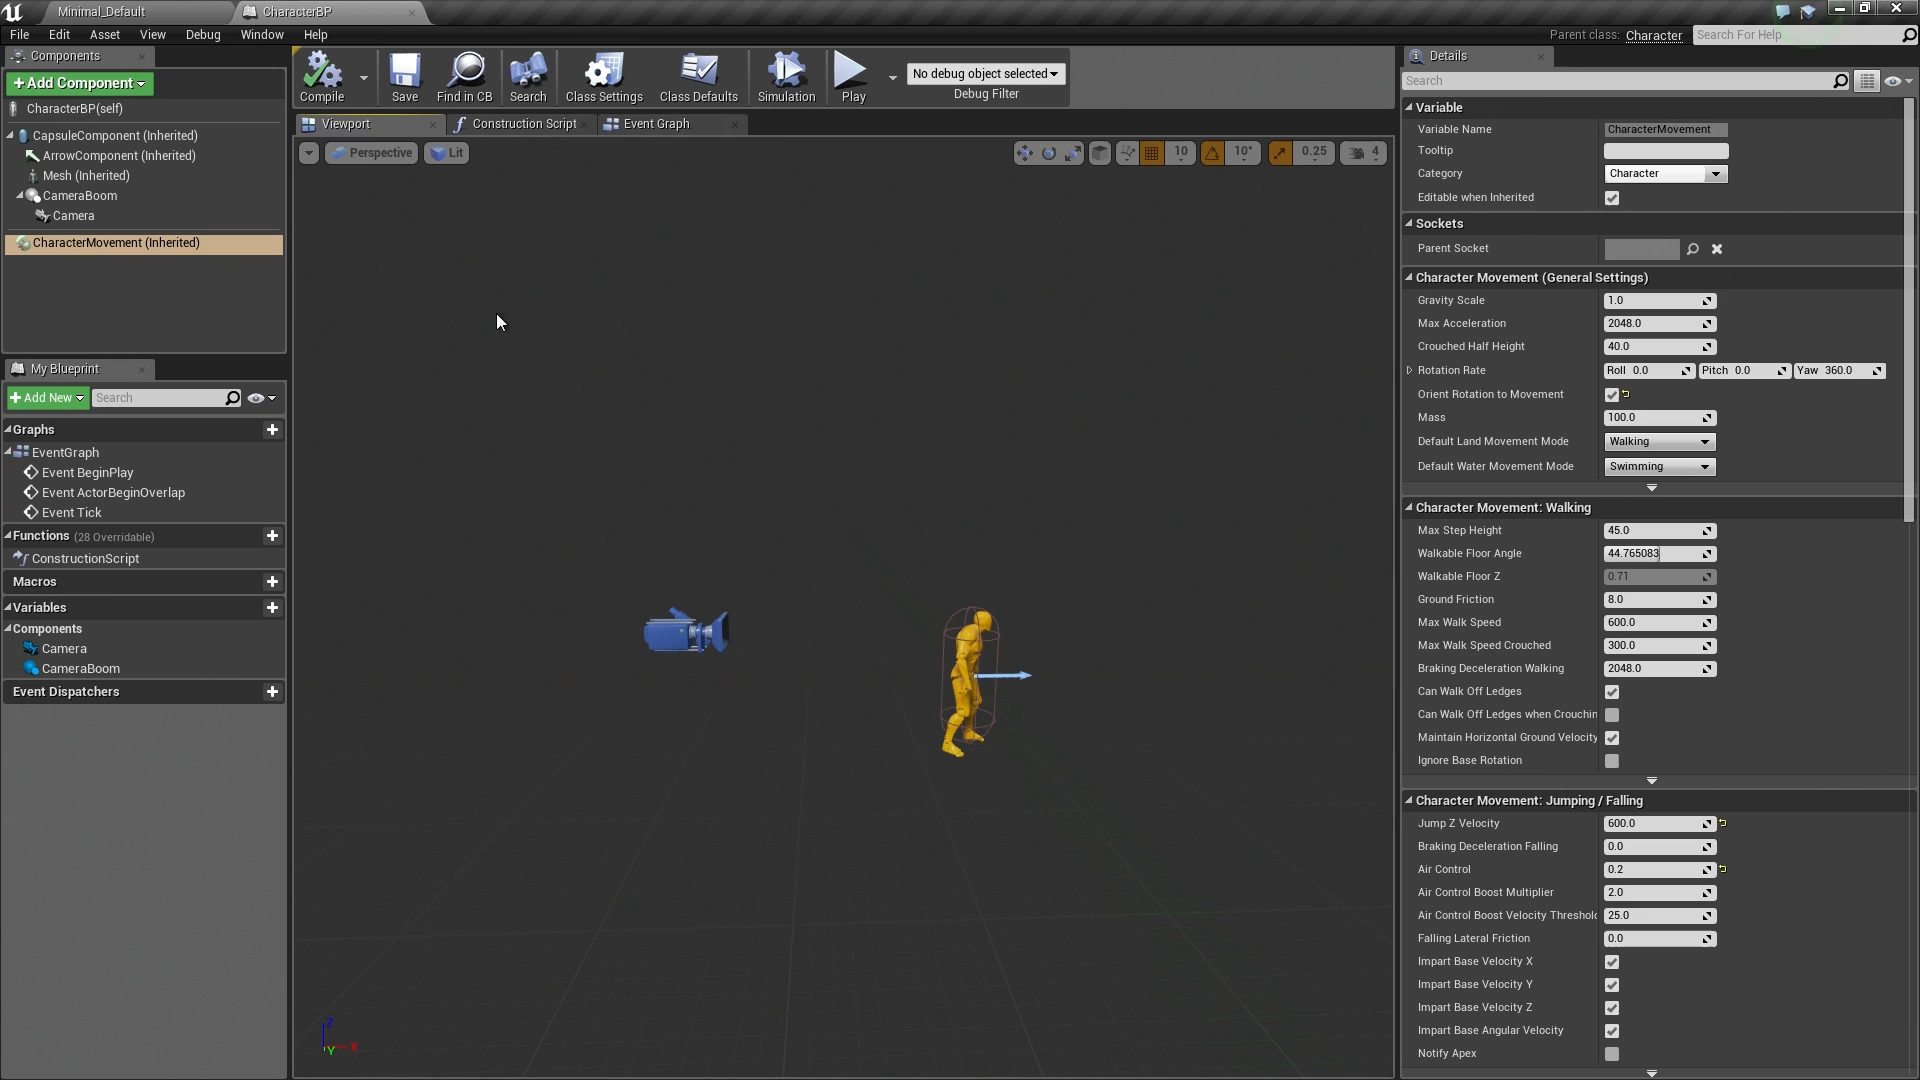 Minimal_Default
CharacterBP
File Edit Asset View Debug Window Help
Parent class: Character
Search For Help
Components
+ Add Component
CharacterBP(self)
CapsuleComponent (Inherited)
ArrowComponent (Inherited)
Mesh (Inherited)
CameraBoom
Camera
CharacterMovement (Inherited)
My Blueprint
+ Add New
Search
Graphs
EventGraph
Event BeginPlay
Event ActorBeginOverlap
Event Tick
Functions (28 Overridable)
ConstructionScript
Macros
Variables
Components
Camera
CameraBoom
Event Dispatchers
Compile
Save
Find in CB
Search
Class Settings
Class Defaults
Simulation
Play
No debug object selected
Debug Filter
Viewport
Construction Script
Event Graph
Perspective
Lit
10
10°
0.25
4
Z
Y
X
Details
Search
Variable
Variable Name CharacterMovement
Tooltip
Category Character
Editable when Inherited
Sockets
Parent Socket
Character Movement (General Settings)
Gravity Scale 1.0
Max Acceleration 2048.0
Crouched Half Height 40.0
Rotation Rate Roll 0.0 Pitch 0.0 Yaw 360.0
Orient Rotation to Movement
Mass 100.0
Default Land Movement Mode Walking
Default Water Movement Mode Swimming
Character Movement: Walking
Max Step Height 45.0
Walkable Floor Angle 44.765083
Walkable Floor Z 0.71
Ground Friction 8.0
Max Walk Speed 600.0
Max Walk Speed Crouched 300.0
Braking Deceleration Walking 2048.0
Can Walk Off Ledges
Can Walk Off Ledges when Crouchin
Maintain Horizontal Ground Velocity
Ignore Base Rotation
Character Movement: Jumping / Falling
Jump Z Velocity 600.0
Braking Deceleration Falling 0.0
Air Control 0.2
Air Control Boost Multiplier 2.0
Air Control Boost Velocity Threshold 25.0
Falling Lateral Friction 0.0
Impart Base Velocity X
Impart Base Velocity Y
Impart Base Velocity Z
Impart Base Angular Velocity
Notify Apex